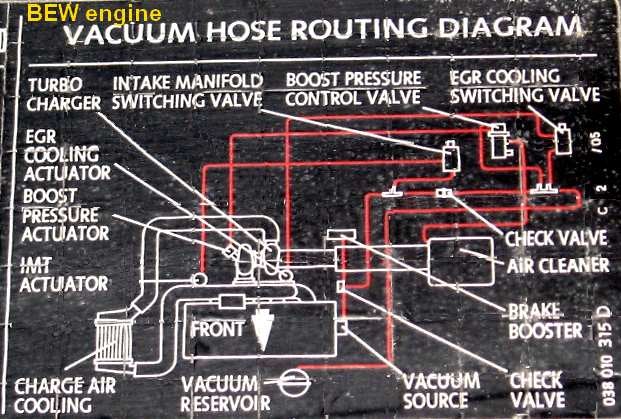 BEW engine
VACUUM HOSE ROUTING DIAGRAM
TURBO
CHARGER
INTAKE MANIFOLD
SWITCHING VALVE
BOOST PRESSURE
CONTROL VALVE
EGR COOLING
SWITCHING VALVE
EGR
COOLING
ACTUATOR
BOOST
PRESSURE
ACTUATOR
IMT
ACTUATOR
CHECK VALVE
AIR CLEANER
BRAKE
BOOSTER
FRONT
CHARGE AIR
COOLING
VACUUM
RESERVOIR
VACUUM
SOURCE
CHECK
VALVE
038 010 315 D
C 2
/05